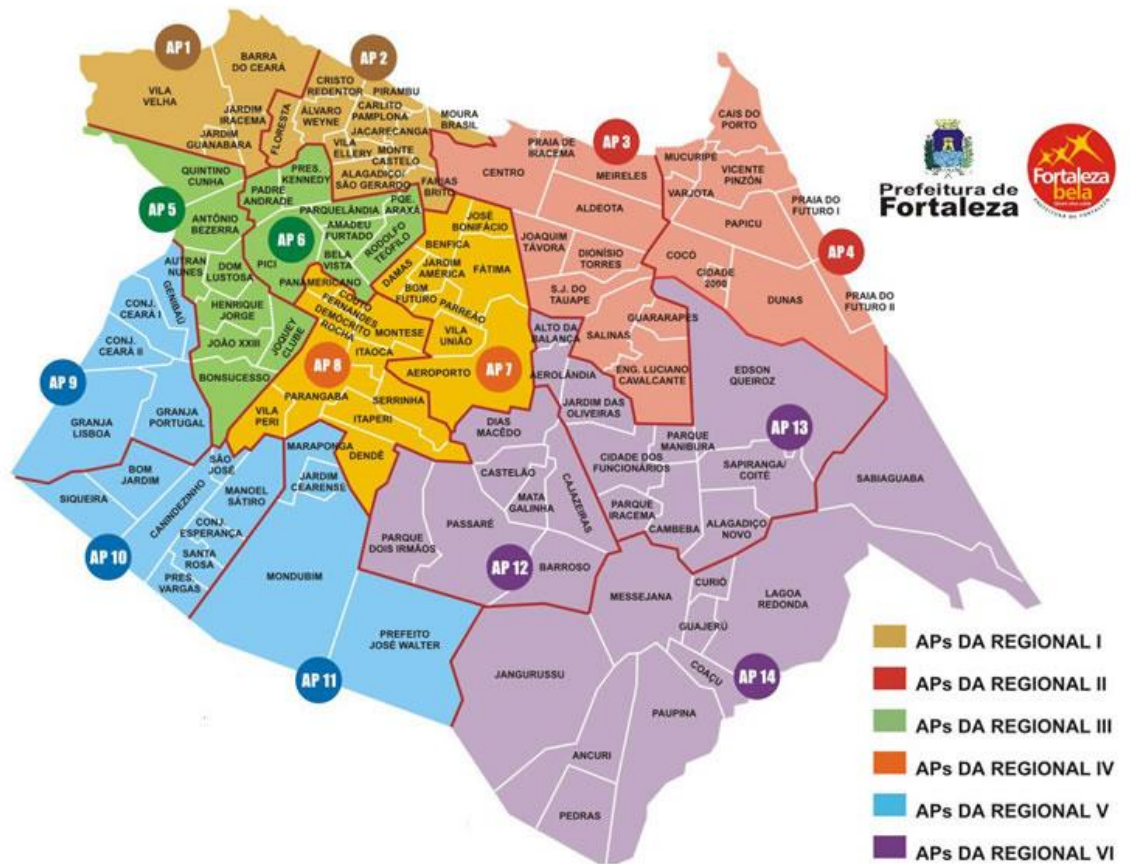 AP 1
AP 2
BARRA
DO CEARÁ
VILA
VELHA
CRISTO
REDENTOR
PIRAMBU
JARDIM
IRACEMA
FLORESTA
ÁLVARO
WEYNE
CARLITO
PAMPLONA
MOURA
BRASIL
JARDIM
GUANABARA
JACARECANGA
VILA
ELLERY
MONTE
CASTELO
ALAGADIÇO/
SÃO GERARDO
FARIAS
BRITO
AP 3
PRAIA DE
IRACEMA
CENTRO
MEIRELES
ALDEOTA
JOAQUIM
TÁVORA
DIONÍSIO
TORRES
S.J. DO
TAUAPE
SALINAS
GUARARAPES
ENG. LUCIANO
CAVALCANTE
CAIS DO
PORTO
MUCURIPE
VICENTE
PINZÓN
VARJOTA
PAPICU
PRAIA DO
FUTURO I
AP 4
COCÓ
CIDADE
2000
DUNAS
PRAIA DO
FUTURO II
Prefeitura de
Fortaleza
Fortaleza
bela
QUINTINO
CUNHA
AP 5
ANTÔNIO
BEZERRA
PADRE
ANDRADE
PRES.
KENNEDY
PARQUELÂNDIA
PQE.
ARAXÁ
AP 6
AMADEU
FURTADO
RODOLFO
TEÓFILO
BELA
VISTA
PICI
PANAMERICANO
AUTRAN
NUNES
DOM
LUSTOSA
HENRIQUE
JORGE
JOÃO XXIII
JOQUEY
CLUBE
BONSUCESSO
JOSÉ
BONIFÁCIO
BENFICA
FÁTIMA
DAMAS
JARDIM
AMÉRICA
BOM
FUTURO
PARREÃO
VILA
UNIÃO
AEROPORTO
AP 7
COUTO
FERNANDES
DEMÓCRITO
ROCHA
MONTESE
ITAOCA
AP 8
PARANGABA
SERRINHA
VILA
PERI
ITAPERI
DENDÊ
GENIBAÚ
CONJ.
CEARÁ I
CONJ.
CEARÁ II
AP 9
GRANJA
LISBOA
GRANJA
PORTUGAL
BOM
JARDIM
SIQUEIRA
SÃO
JOSÉ
CANINDEZINHO
MANOEL
SÁTIRO
CONJ.
ESPERANÇA
SANTA
ROSA
PRES.
VARGAS
AP 10
MARAPONGA
JARDIM
CEARENSE
MONDUBIM
PREFEITO
JOSÉ WALTER
AP 11
ALTO DA
BALANÇA
AEROLÂNDIA
JARDIM DAS
OLIVEIRAS
EDSON
QUEIROZ
DIAS
MACÊDO
CASTELÃO
MATA
GALINHA
CAJAZEIRAS
PASSARÉ
PARQUE
DOIS IRMÃOS
AP 12
BARROSO
CIDADE DOS
FUNCIONÁRIOS
PARQUE
MANIBURA
AP 13
SAPIRANGA/
COITÉ
SABIAGUABA
PARQUE
IRACEMA
CAMBEBA
ALAGADIÇO
NOVO
MESSEJANA
CURIÓ
LAGOA
REDONDA
GUAJERÚ
COAÇU
AP 14
JANGURUSSU
PAUPINA
ANCURI
PEDRAS
APs DA REGIONAL I
APs DA REGIONAL II
APs DA REGIONAL III
APs DA REGIONAL IV
APs DA REGIONAL V
APs DA REGIONAL VI